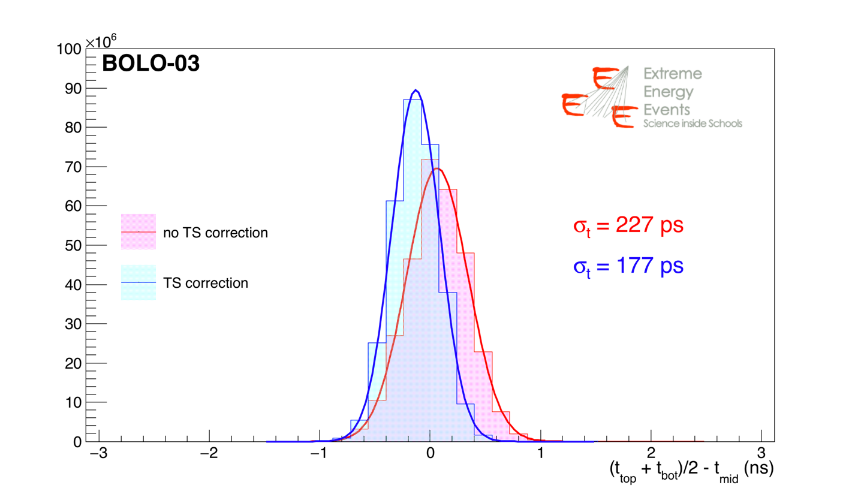 ×10⁶
BOLO-03
Extreme
Energy
Events
Science inside Schools
100
90
80
70
60
50
40
30
20
10
0
no TS correction
TS correction
σt = 227 ps
σt = 177 ps
−3 −2 −1 0 1 2 3
(ttop + tbot)/2 - tmid (ns)